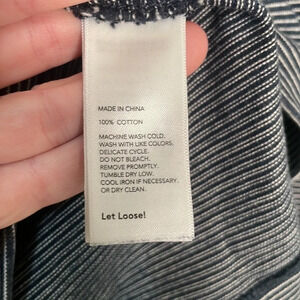 MADE IN CHINA
100% COTTON
MACHINE WASH COLD.
WASH WITH LIKE COLORS.
DELICATE CYCLE.
DO NOT BLEACH.
REMOVE PROMPTLY.
TUMBLE DRY LOW.
COOL IRON IF NECESSARY.
OR DRY CLEAN.
Let Loose!